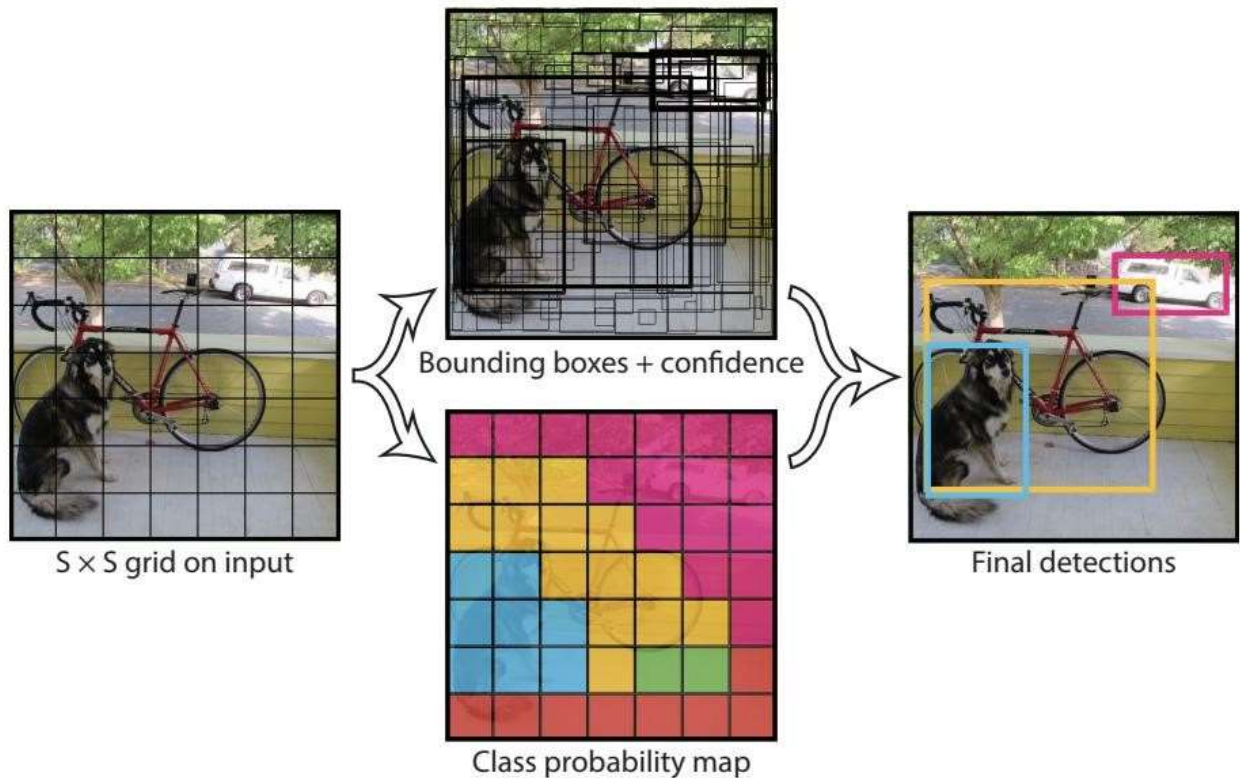 Bounding boxes + confidence
S × S grid on input
Final detections
Class probability map